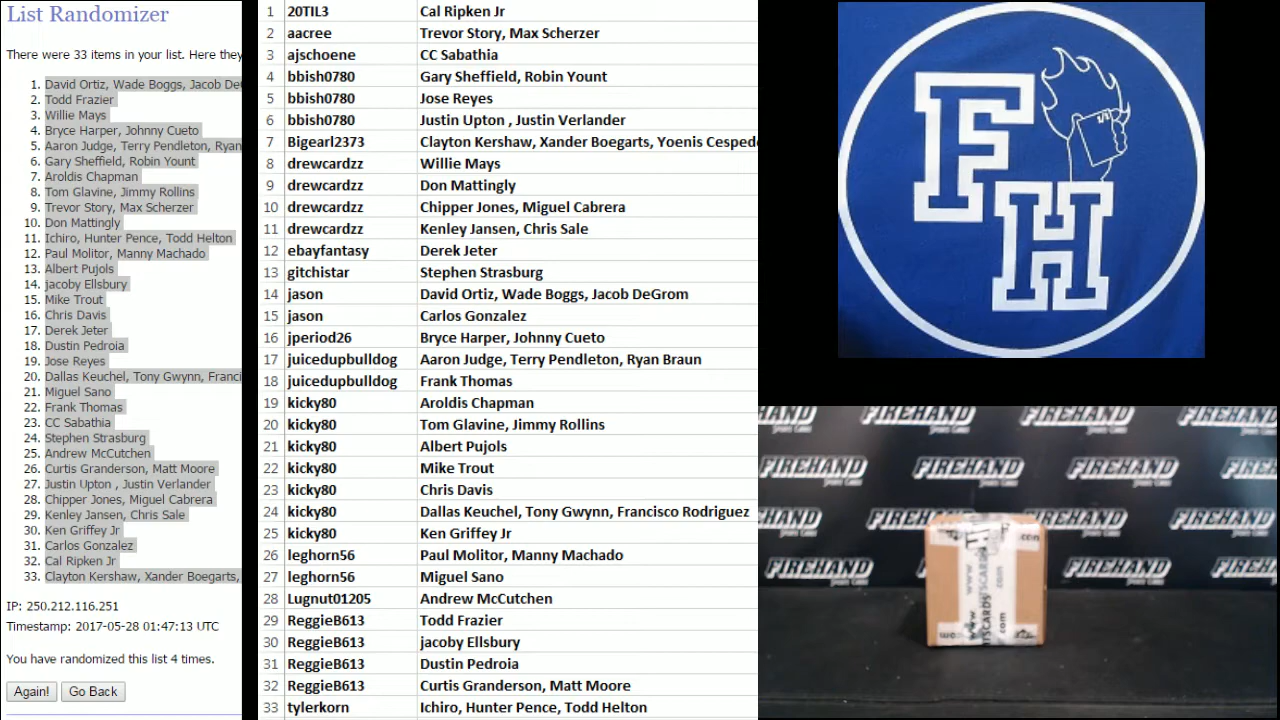 List Randomizer
There were 33 items in your list. Here they
1. David Ortiz, Wade Boggs, Jacob De
2. Todd Frazier
3. Willie Mays
4. Bryce Harper, Johnny Cueto
5. Aaron Judge, Terry Pendleton, Ryan
6. Gary Sheffield, Robin Yount
7. Aroldis Chapman
8. Tom Glavine, Jimmy Rollins
9. Trevor Story, Max Scherzer
10. Don Mattingly
11. Ichiro, Hunter Pence, Todd Helton
12. Paul Molitor, Manny Machado
13. Albert Pujols
14. jacoby Ellsbury
15. Mike Trout
16. Chris Davis
17. Derek Jeter
18. Dustin Pedroia
19. Jose Reyes
20. Dallas Keuchel, Tony Gwynn, Franci
21. Miguel Sano
22. Frank Thomas
23. CC Sabathia
24. Stephen Strasburg
25. Andrew McCutchen
26. Curtis Granderson, Matt Moore
27. Justin Upton , Justin Verlander
28. Chipper Jones, Miguel Cabrera
29. Kenley Jansen, Chris Sale
30. Ken Griffey Jr
31. Carlos Gonzalez
32. Cal Ripken Jr
33. Clayton Kershaw, Xander Boegarts,
IP: 250.212.116.251
Timestamp: 2017-05-28 01:47:13 UTC
You have randomized this list 4 times.
Again! Go Back
1 20TIL3 Cal Ripken Jr
2 aacree Trevor Story, Max Scherzer
3 ajschoene CC Sabathia
4 bbish0780 Gary Sheffield, Robin Yount
5 bbish0780 Jose Reyes
6 bbish0780 Justin Upton , Justin Verlander
7 Bigearl2373 Clayton Kershaw, Xander Boegarts, Yoenis Cesped
8 drewcardzz Willie Mays
9 drewcardzz Don Mattingly
10 drewcardzz Chipper Jones, Miguel Cabrera
11 drewcardzz Kenley Jansen, Chris Sale
12 ebayfantasy Derek Jeter
13 gitchistar Stephen Strasburg
14 jason David Ortiz, Wade Boggs, Jacob DeGrom
15 jason Carlos Gonzalez
16 jperiod26 Bryce Harper, Johnny Cueto
17 juicedupbulldog Aaron Judge, Terry Pendleton, Ryan Braun
18 juicedupbulldog Frank Thomas
19 kicky80 Aroldis Chapman
20 kicky80 Tom Glavine, Jimmy Rollins
21 kicky80 Albert Pujols
22 kicky80 Mike Trout
23 kicky80 Chris Davis
24 kicky80 Dallas Keuchel, Tony Gwynn, Francisco Rodriguez
25 kicky80 Ken Griffey Jr
26 leghorn56 Paul Molitor, Manny Machado
27 leghorn56 Miguel Sano
28 Lugnut01205 Andrew McCutchen
29 ReggieB613 Todd Frazier
30 ReggieB613 jacoby Ellsbury
31 ReggieB613 Dustin Pedroia
32 ReggieB613 Curtis Granderson, Matt Moore
33 tylerkorn Ichiro, Hunter Pence, Todd Helton
FH
1/1
FIREHAND FIREHAND FIREHAND FIREHAND
FIREHAND FIREHAND FIREHAND
FIREHAND FIREHAND FIREHAND
FIREHAND FIREHAND FIREHAND
.com
www.
.com